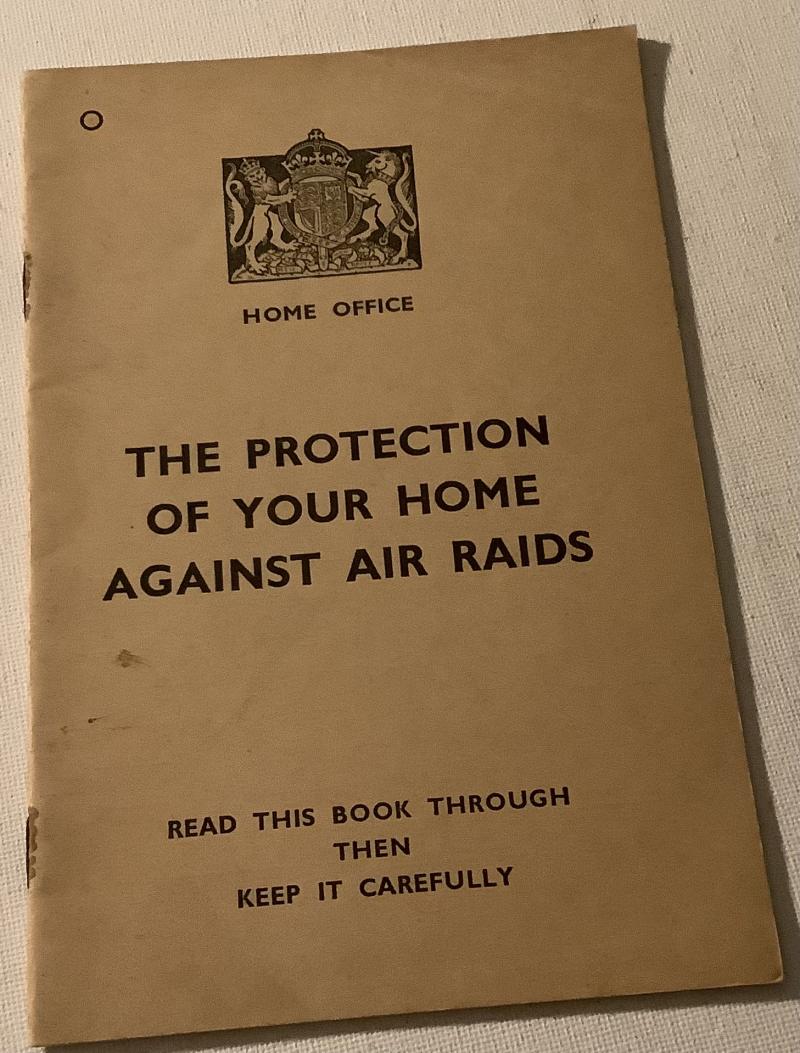 HOME OFFICE
THE PROTECTION
OF YOUR HOME
AGAINST AIR RAIDS
READ THIS BOOK THROUGH
THEN
KEEP IT CAREFULLY